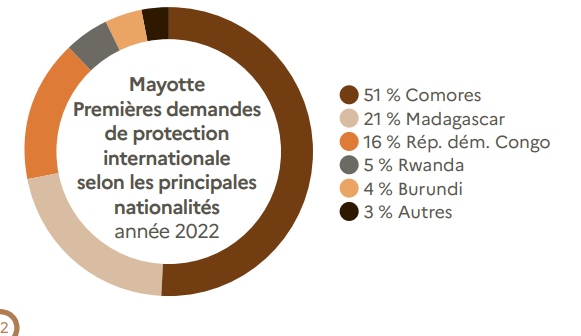 Mayotte
Premières demandes
de protection
internationale
selon les principales
nationalités
année 2022
51 % Comores
21 % Madagascar
16 % Rép. dém. Congo
5 % Rwanda
4 % Burundi
3 % Autres
2